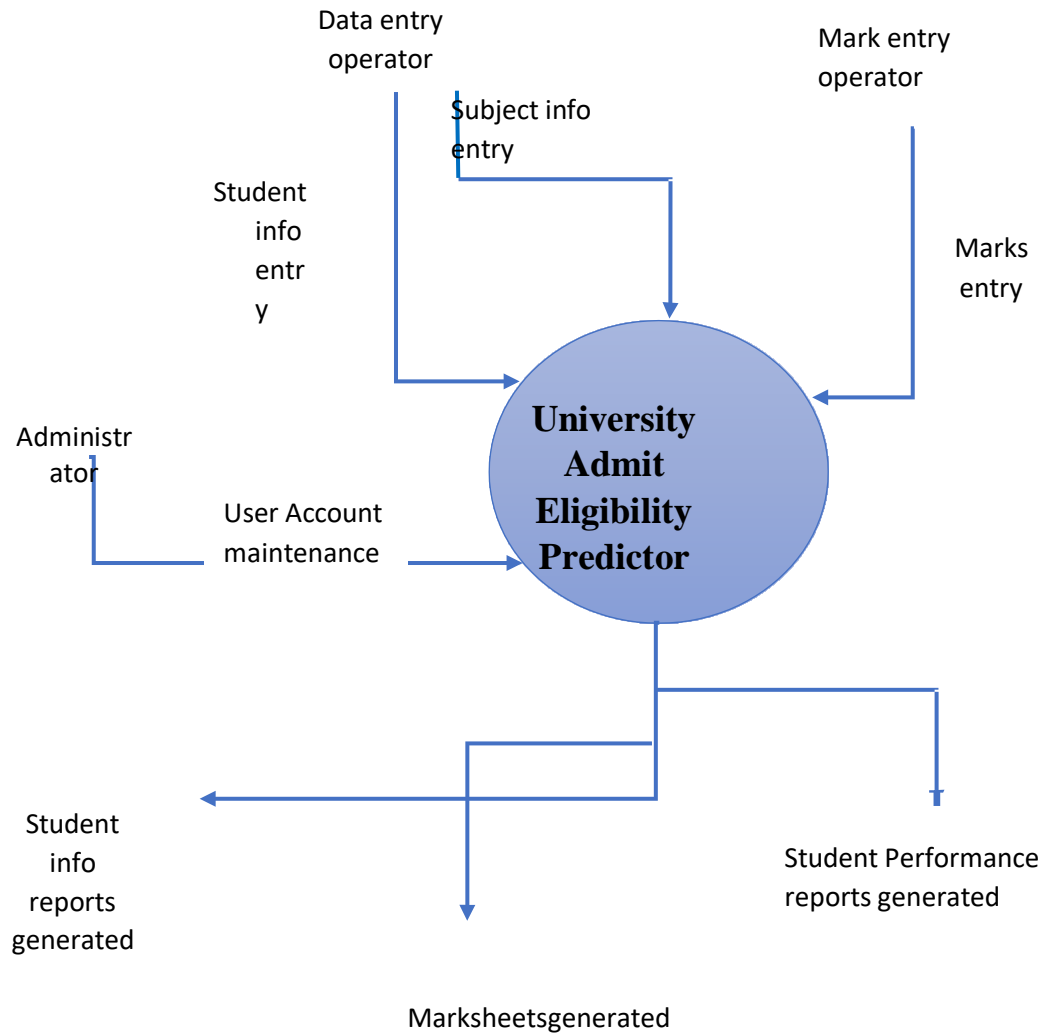 Data entry
operator
Mark entry
operator
Subject info
entry
Student
info
entr
y
Marks
entry
University
Admit
Eligibility
Predictor
Administr
ator
User Account
maintenance
Student
info
reports
generated
Student Performance
reports generated
Marksheetsgenerated